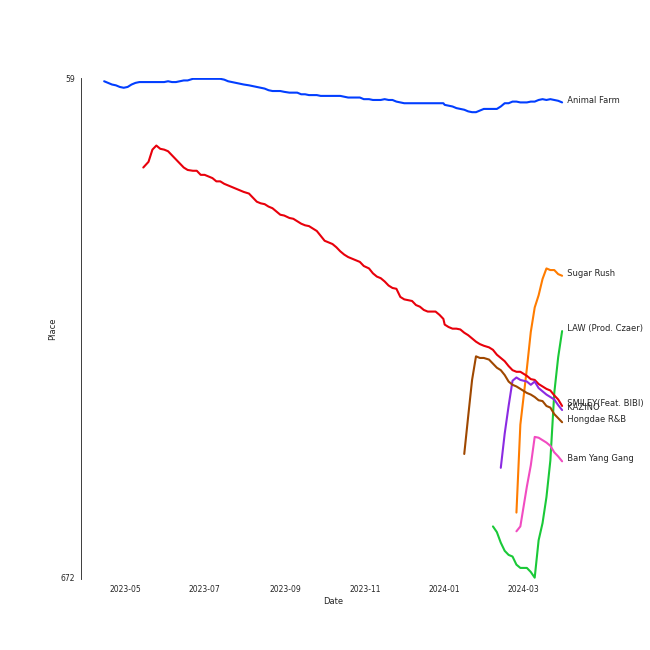 59
Animal Farm
Sugar Rush
LAW (Prod. Czaer)
Place
SMILEY(Feat. BIBI)
KAZINO
Hongdae R&B
Bam Yang Gang
672
2023-05 2023-07 2023-09 2023-11 2024-01 2024-03
Date